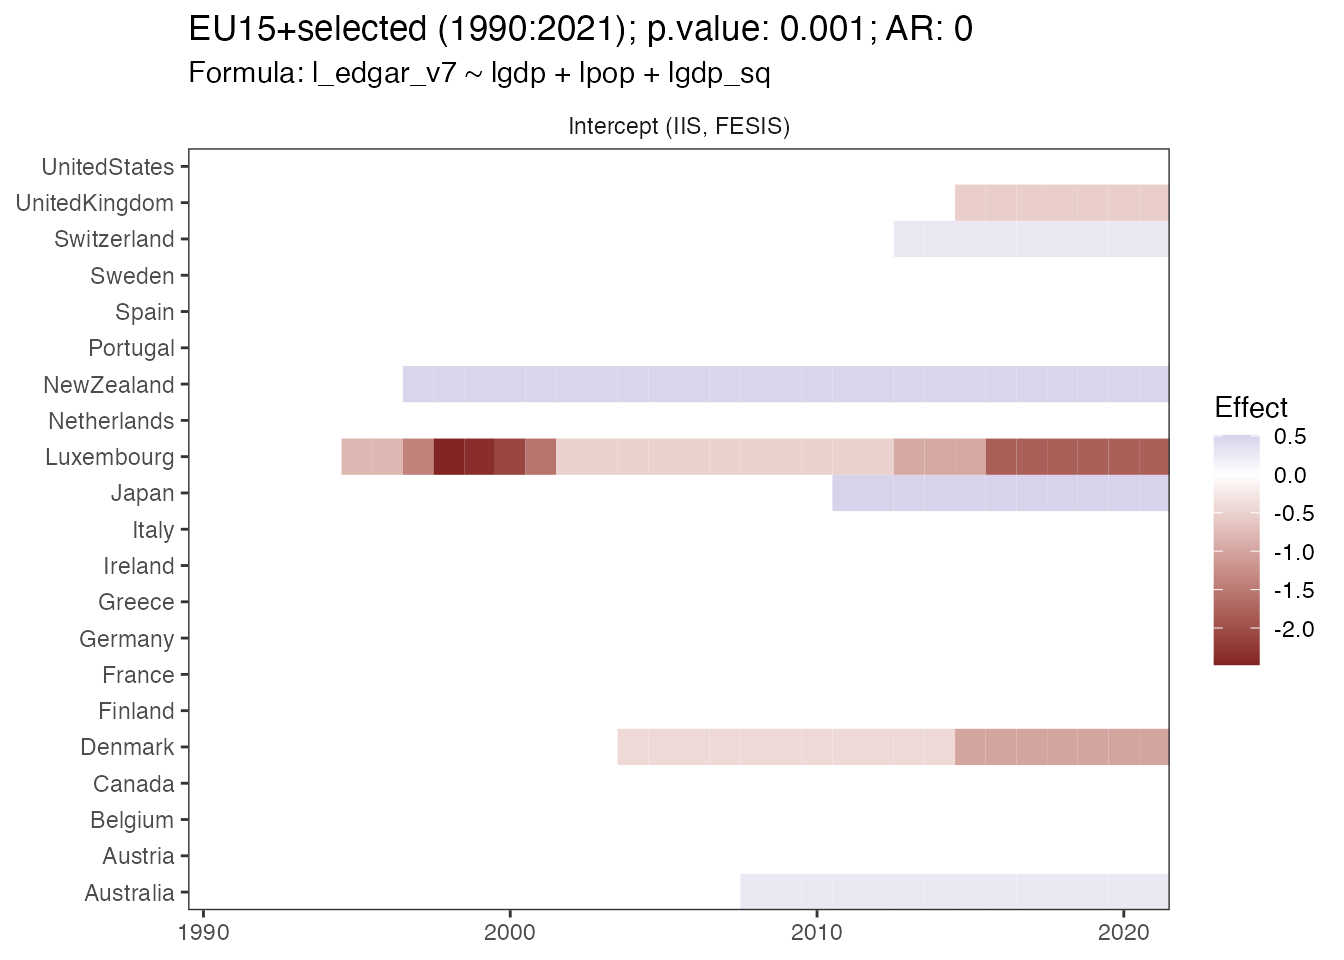 EU15+selected (1990:2021); p.value: 0.001; AR: 0
Formula: l_edgar_v7 ~ lgdp + lpop + lgdp_sq
Intercept (IIS, FESIS)
UnitedStates
UnitedKingdom
Switzerland
Sweden
Spain
Portugal
NewZealand
Netherlands
Luxembourg
Japan
Italy
Ireland
Greece
Germany
France
Finland
Denmark
Canada
Belgium
Austria
Australia
1990 2000 2010 2020
Effect
0.5
0.0
-0.5
-1.0
-1.5
-2.0